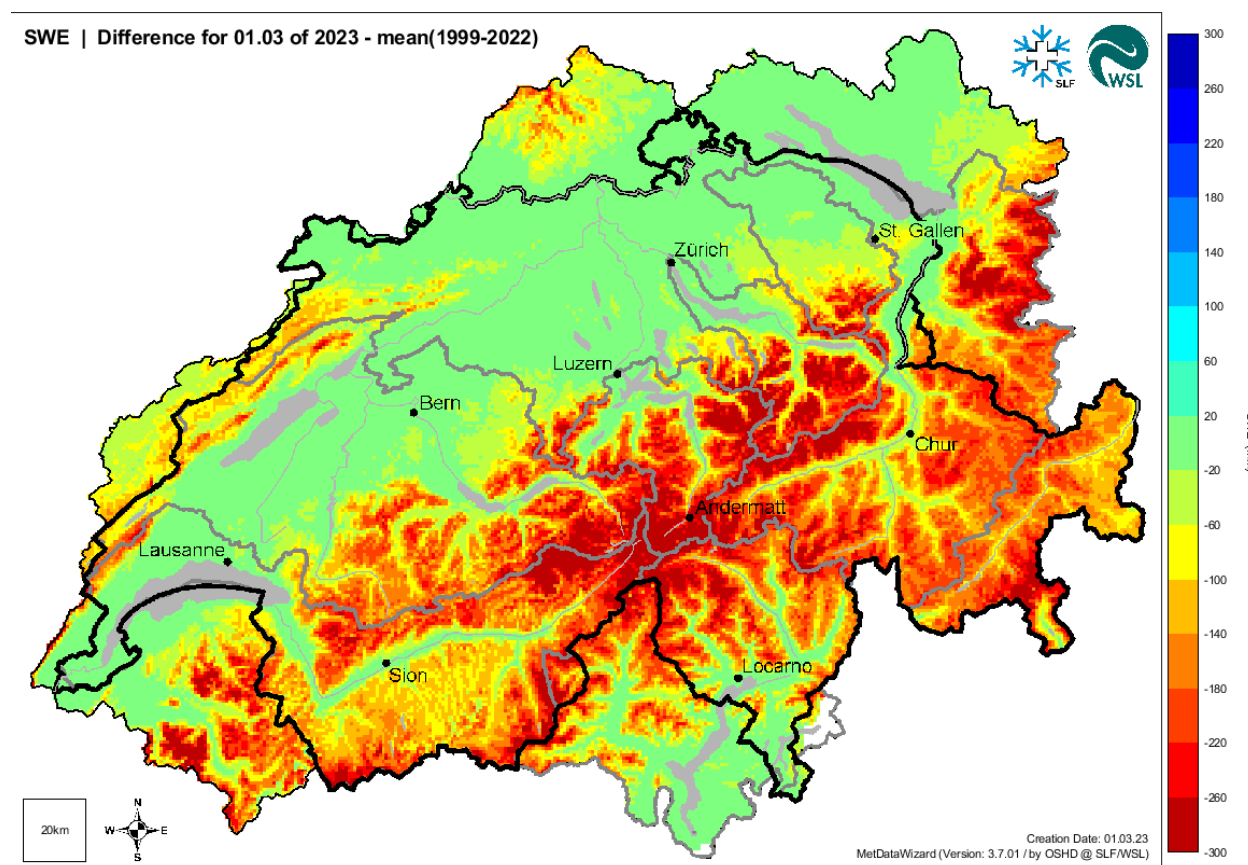 SWE | Difference for 01.03 of 2023 - mean(1999-2022)
SLF
WSL
St. Gallen
Zürich
Luzern
Bern
Chur
Andermatt
Lausanne
Sion
Locarno
20km
N
W E
S
Creation Date: 01.03.23
MetDataWizard (Version: 3.7.01 / by OSHD @ SLF/WSL)
300
260
220
180
140
100
60
20
-20
-60
-100
-140
-180
-220
-260
-300